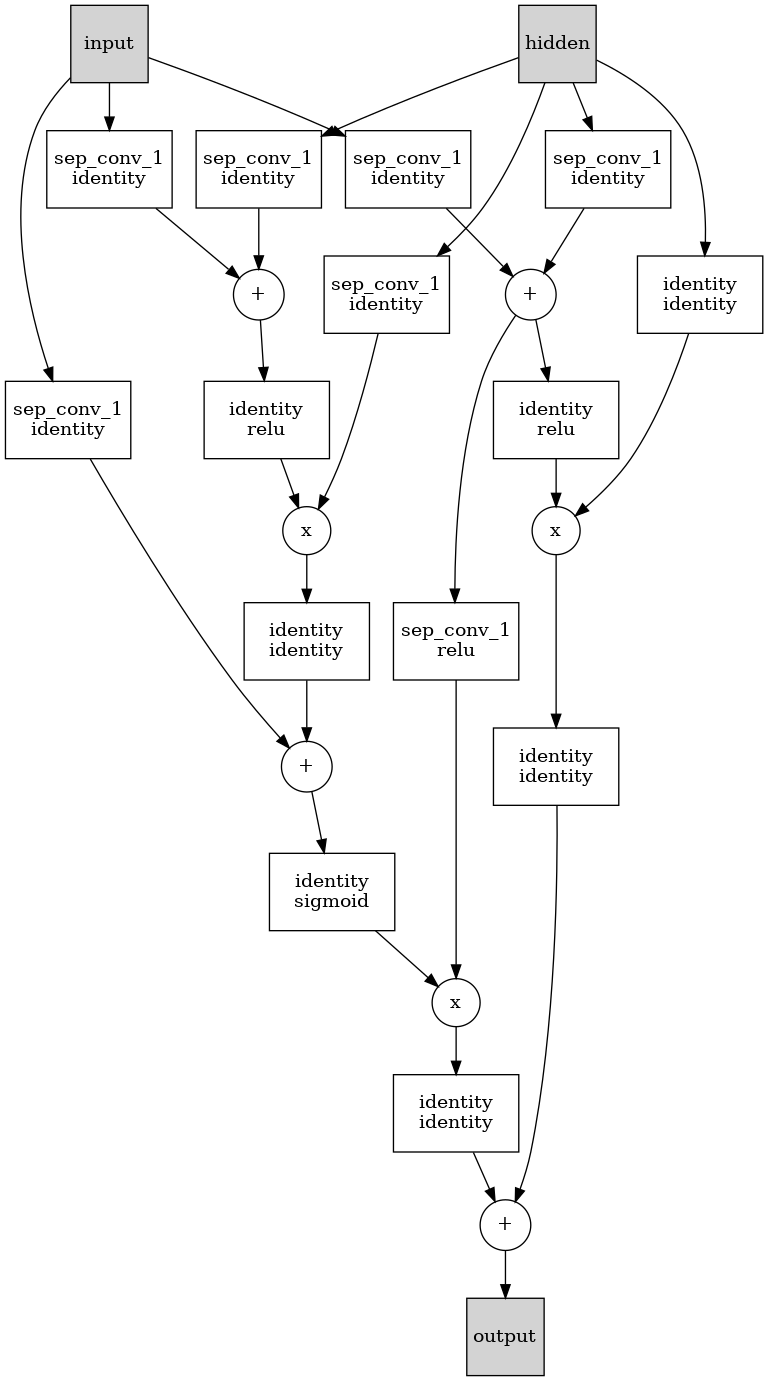 input
hidden
sep_conv_1
identity
sep_conv_1
identity
sep_conv_1
identity
sep_conv_1
identity
+
sep_conv_1
identity
+
identity
identity
sep_conv_1
identity
identity
relu
identity
relu
x
x
identity
identity
sep_conv_1
relu
+
identity
identity
identity
sigmoid
x
identity
identity
+
output